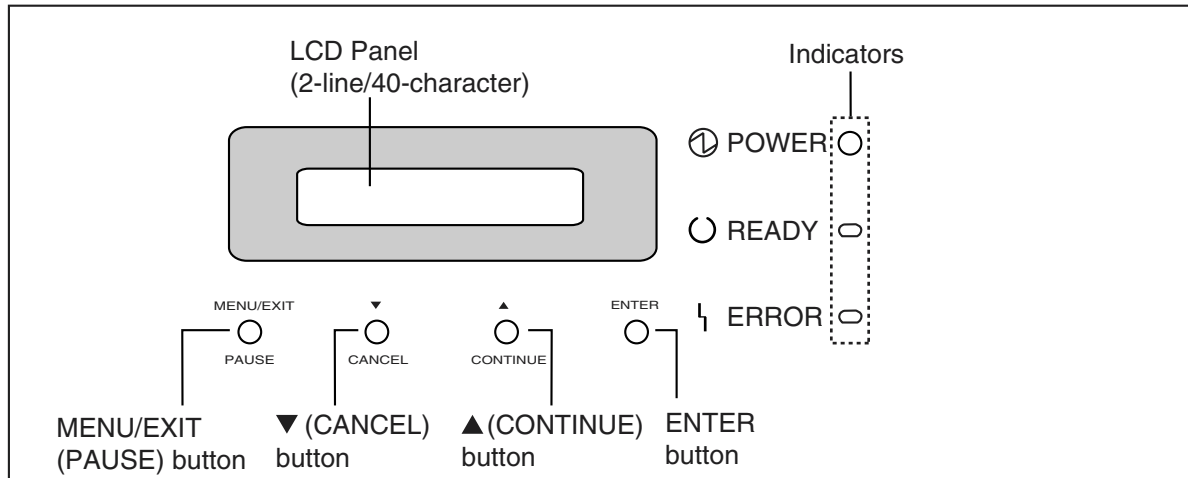 LCD Panel
(2-line/40-character)
Indicators
POWER
READY
ERROR
MENU/EXIT
PAUSE
▼
CANCEL
▲
CONTINUE
ENTER
MENU/EXIT
(PAUSE) button
▼ (CANCEL)
button
▲(CONTINUE)
button
ENTER
button